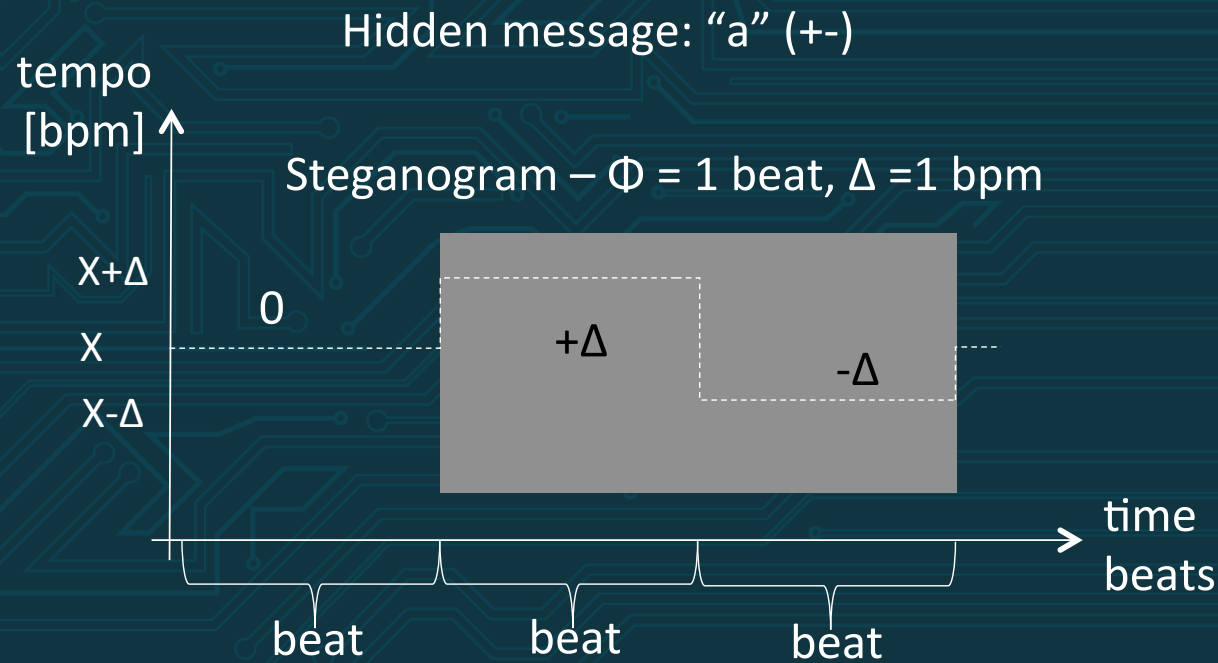 Hidden message: “a” (+-)
tempo
[bpm]
Steganogram – Φ = 1 beat, Δ =1 bpm
X+Δ
0
X
+Δ
-Δ
X-Δ
time
beats
beat
beat
beat